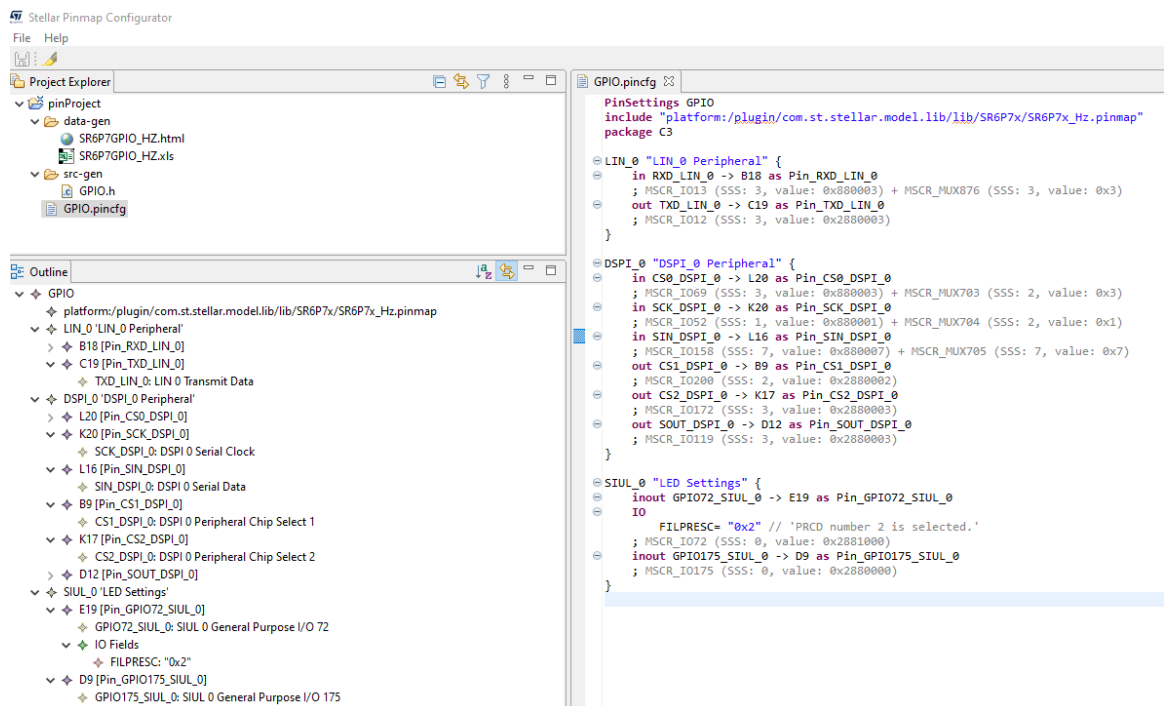 Stellar Pinmap Configurator
File Help
Project Explorer
pinProject
data-gen
SR6P7GPIO_HZ.html
SR6P7GPIO_HZ.xls
src-gen
GPIO.h
GPIO.pincfg
Outline
GPIO
platform:/plugin/com.st.stellar.model.lib/lib/SR6P7x/SR6P7x_Hz.pinmap
LIN_0 'LIN_0 Peripheral'
B18 [Pin_RXD_LIN_0]
C19 [Pin_TXD_LIN_0]
TXD_LIN_0: LIN 0 Transmit Data
DSPI_0 'DSPI_0 Peripheral'
L20 [Pin_CS0_DSPI_0]
K20 [Pin_SCK_DSPI_0]
SCK_DSPI_0: DSPI 0 Serial Clock
L16 [Pin_SIN_DSPI_0]
SIN_DSPI_0: DSPI 0 Serial Data
B9 [Pin_CS1_DSPI_0]
CS1_DSPI_0: DSPI 0 Peripheral Chip Select 1
K17 [Pin_CS2_DSPI_0]
CS2_DSPI_0: DSPI 0 Peripheral Chip Select 2
D12 [Pin_SOUT_DSPI_0]
SIUL_0 'LED Settings'
E19 [Pin_GPIO72_SIUL_0]
GPIO72_SIUL_0: SIUL 0 General Purpose I/O 72
IO Fields
FILPRESC: "0x2"
D9 [Pin_GPIO175_SIUL_0]
GPIO175_SIUL_0: SIUL 0 General Purpose I/O 175
GPIO.pincfg
PinSettings GPIO
include "platform:/plugin/com.st.stellar.model.lib/lib/SR6P7x/SR6P7x_Hz.pinmap"
package C3
LIN_0 "LIN_0 Peripheral" {
in RXD_LIN_0 -> B18 as Pin_RXD_LIN_0
; MSCR_IO13 (SSS: 3, value: 0x880003) + MSCR_MUX876 (SSS: 3, value: 0x3)
out TXD_LIN_0 -> C19 as Pin_TXD_LIN_0
; MSCR_IO12 (SSS: 3, value: 0x2880003)
}
DSPI_0 "DSPI_0 Peripheral" {
in CS0_DSPI_0 -> L20 as Pin_CS0_DSPI_0
; MSCR_IO69 (SSS: 3, value: 0x880003) + MSCR_MUX703 (SSS: 2, value: 0x3)
in SCK_DSPI_0 -> K20 as Pin_SCK_DSPI_0
; MSCR_IO52 (SSS: 1, value: 0x880001) + MSCR_MUX704 (SSS: 2, value: 0x1)
in SIN_DSPI_0 -> L16 as Pin_SIN_DSPI_0
; MSCR_IO158 (SSS: 7, value: 0x880007) + MSCR_MUX705 (SSS: 7, value: 0x7)
out CS1_DSPI_0 -> B9 as Pin_CS1_DSPI_0
; MSCR_IO200 (SSS: 2, value: 0x2880002)
out CS2_DSPI_0 -> K17 as Pin_CS2_DSPI_0
; MSCR_IO172 (SSS: 3, value: 0x2880003)
out SOUT_DSPI_0 -> D12 as Pin_SOUT_DSPI_0
; MSCR_IO119 (SSS: 3, value: 0x2880003)
}
SIUL_0 "LED Settings" {
inout GPIO72_SIUL_0 -> E19 as Pin_GPIO72_SIUL_0
IO
FILPRESC= "0x2" // 'PRCD number 2 is selected.'
; MSCR_IO72 (SSS: 0, value: 0x2881000)
inout GPIO175_SIUL_0 -> D9 as Pin_GPIO175_SIUL_0
; MSCR_IO175 (SSS: 0, value: 0x2880000)
}